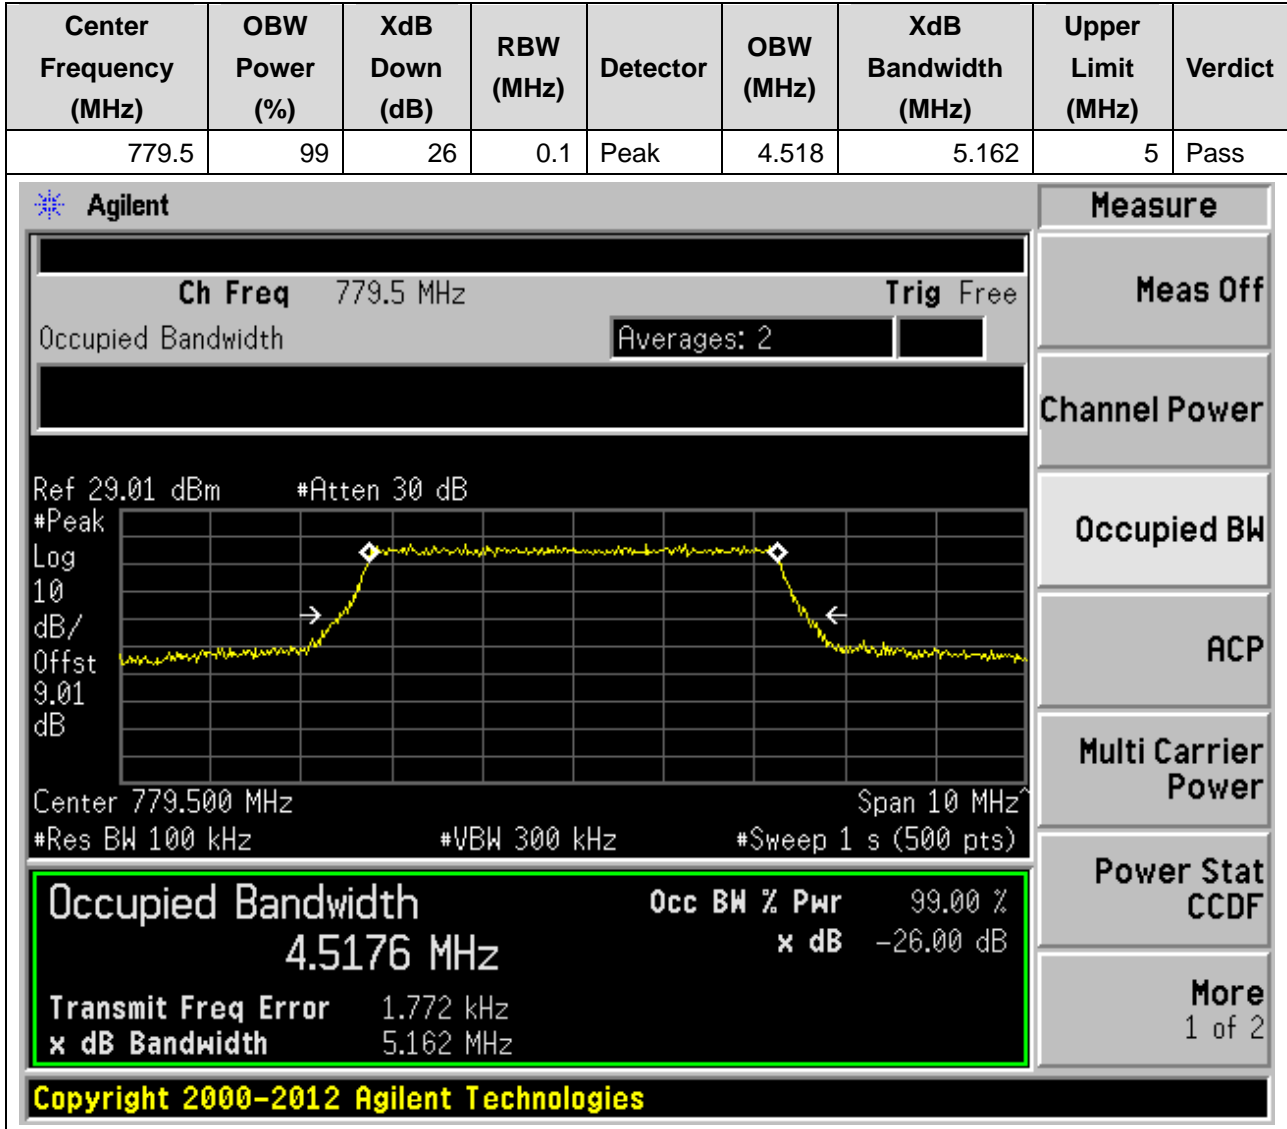 Center Frequency (MHz) OBW Power (%) XdB Down (dB) RBW (MHz) Detector OBW (MHz) XdB Bandwidth (MHz) Upper Limit (MHz) Verdict
779.5 99 26 0.1 Peak 4.518 5.162 5 Pass
Agilent
Measure
Ch Freq 779.5 MHz Trig Free
Occupied Bandwidth Averages: 2
Meas Off
Channel Power
Occupied BW
ACP
Multi Carrier
Power
Power Stat
CCDF
More
1 of 2
Ref 29.01 dBm #Atten 30 dB
#Peak
Log
10
dB/
Offst
9.01
dB
Center 779.500 MHz Span 10 MHz^
#Res BW 100 kHz #VBW 300 kHz #Sweep 1 s (500 pts)
Occupied Bandwidth Occ BW % Pwr 99.00 %
4.5176 MHz x dB -26.00 dB
Transmit Freq Error 1.772 kHz
x dB Bandwidth 5.162 MHz
Copyright 2000-2012 Agilent Technologies